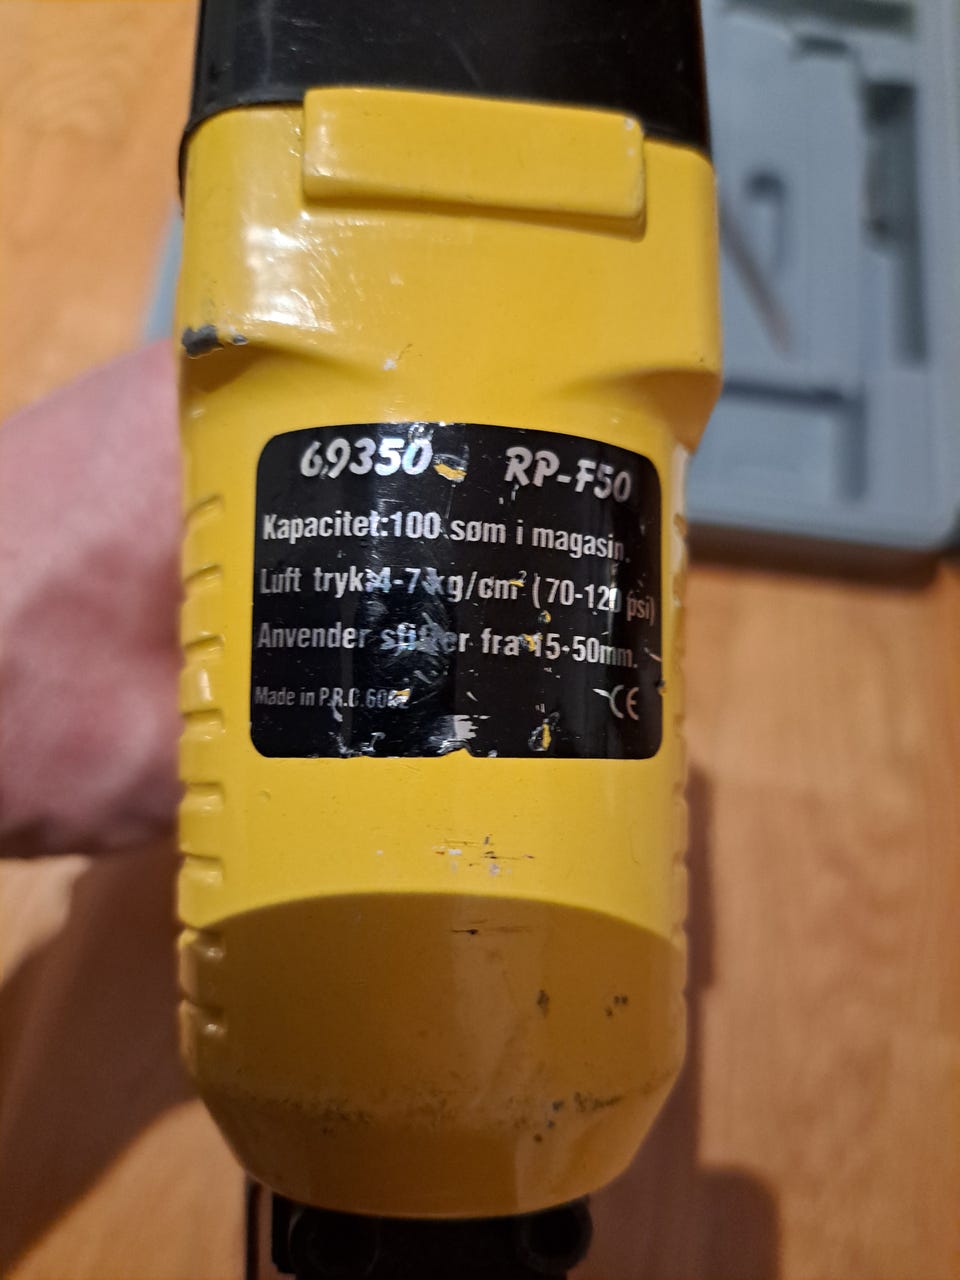 69350 RP-F50
Kapacitet:100 søm i magasin.
Luft tryk:4-7 kg/cm² (70-120 psi)
Anvender stifter fra 15-50mm.
Made in P.R.C.
CE